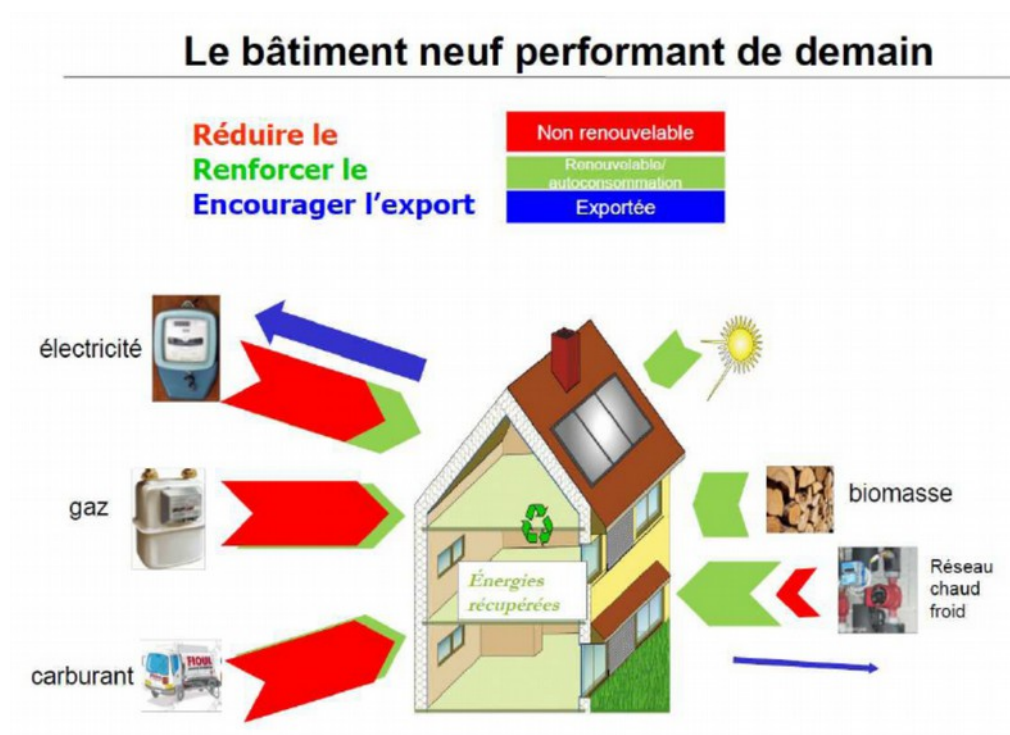 Le bâtiment neuf performant de demain
Réduire le
Non renouvelable
Renforcer le
Renouvelable/
autoconsommation
Encourager l'export
Exportée
électricité
gaz
biomasse
Énergies
récupérées
Réseau
chaud
froid
carburant
FIOUL